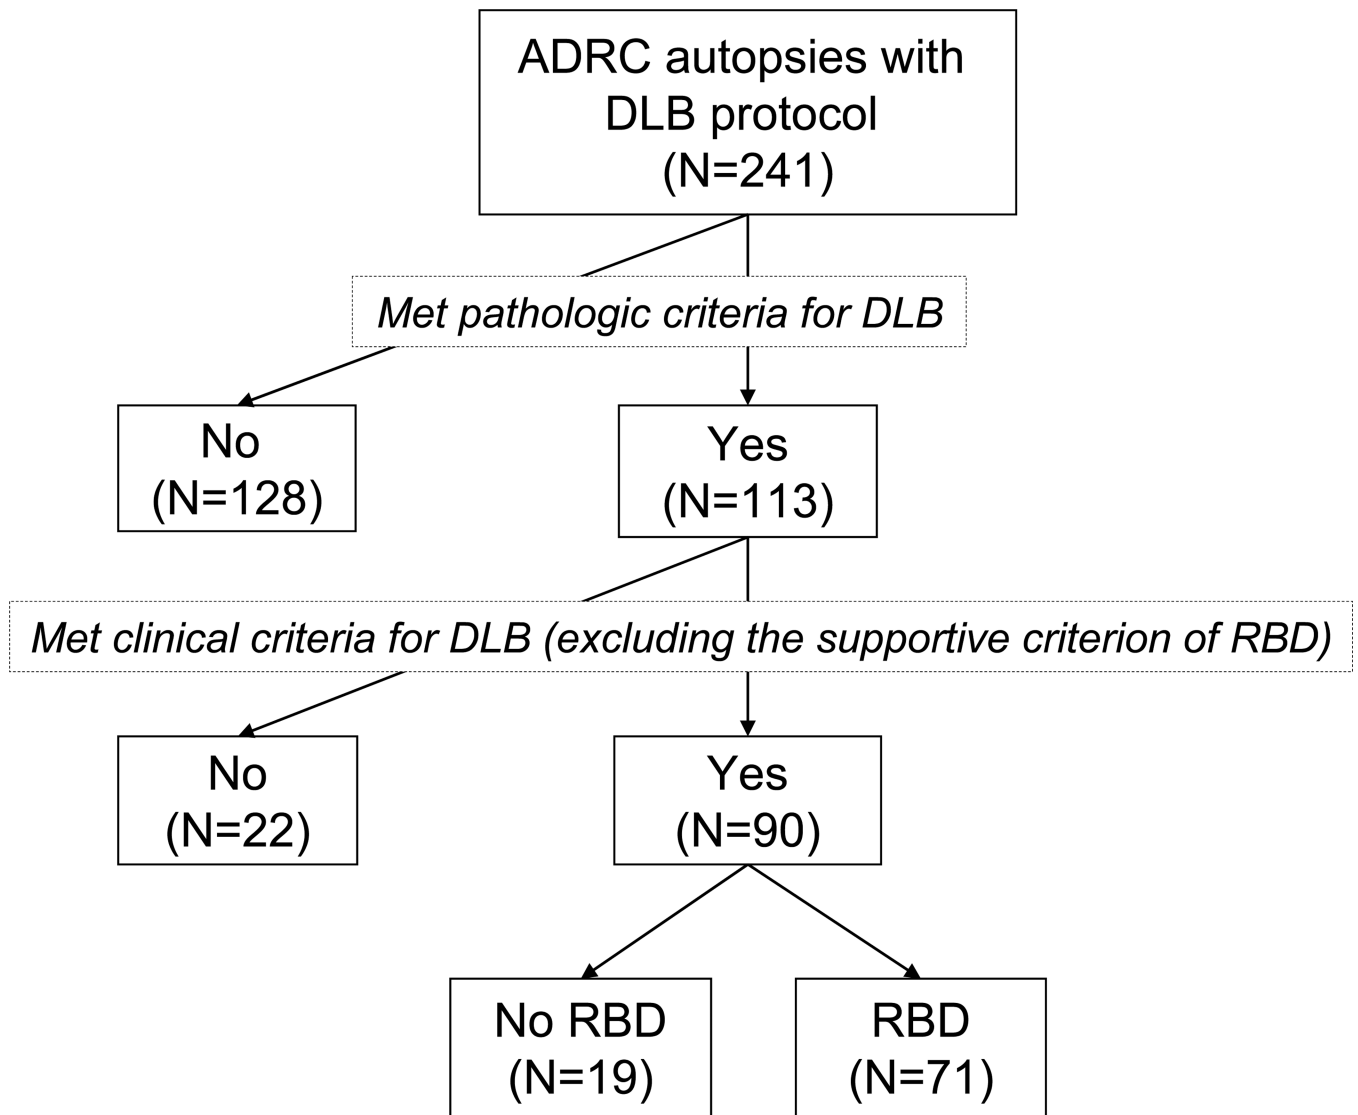 ADRC autopsies with
DLB protocol
(N=241)
Met pathologic criteria for DLB
No
(N=128)
Yes
(N=113)
Met clinical criteria for DLB (excluding the supportive criterion of RBD)
No
(N=22)
Yes
(N=90)
No RBD
(N=19)
RBD
(N=71)